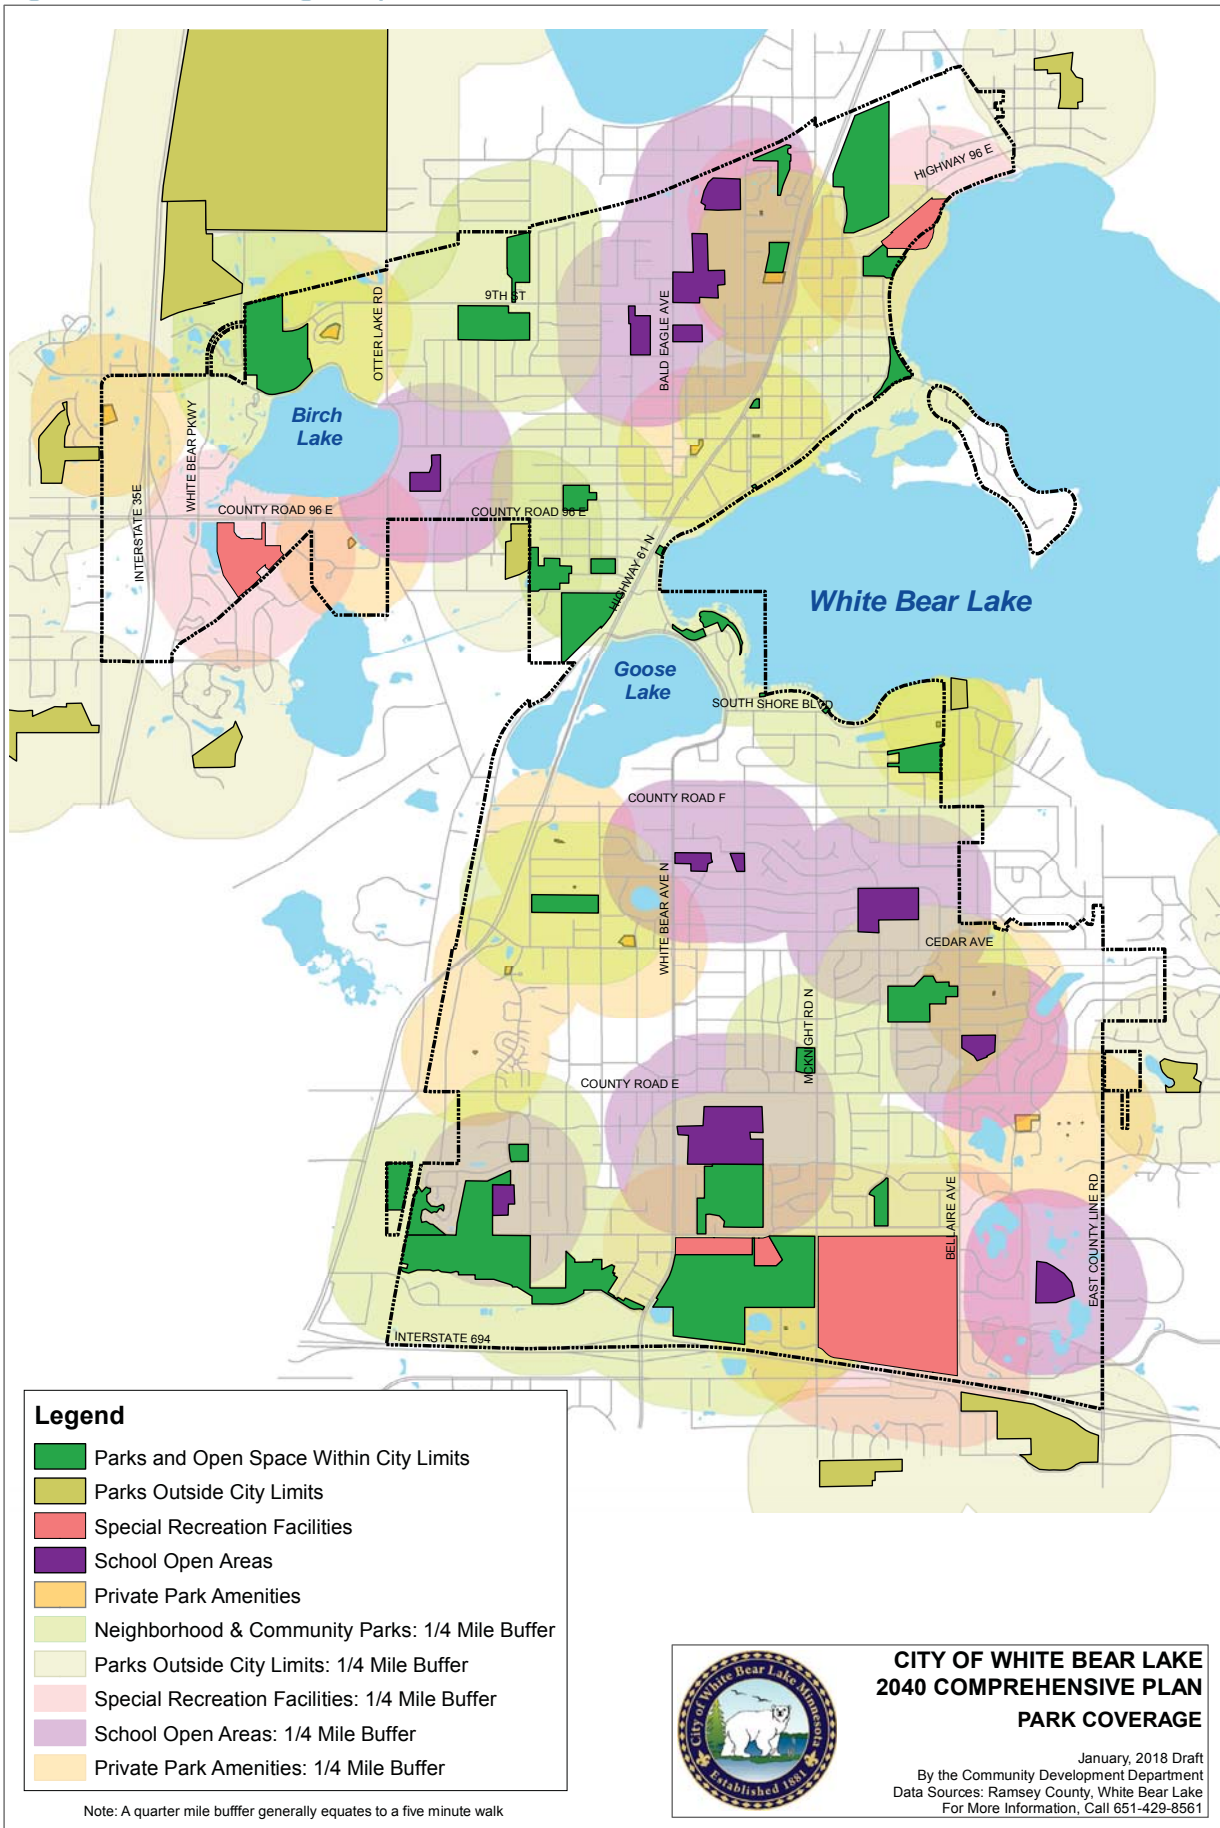 HIGHWAY 96 E
9TH ST
OTTER LAKE RD
BALD EAGLE AVE
Birch
Lake
WHITE BEAR PKWY
INTERSTATE 35E
COUNTY ROAD 96 E
COUNTY ROAD 96 E
HIGHWAY 61 N
White Bear Lake
Goose
Lake
SOUTH SHORE BLVD
COUNTY ROAD F
WHITE BEAR AVE N
CEDAR AVE
MCKNIGHT RD N
COUNTY ROAD E
BELLAIRE AVE
EAST COUNTY LINE RD
INTERSTATE 694
Legend
Parks and Open Space Within City Limits
Parks Outside City Limits
Special Recreation Facilities
School Open Areas
Private Park Amenities
Neighborhood & Community Parks: 1/4 Mile Buffer
Parks Outside City Limits: 1/4 Mile Buffer
Special Recreation Facilities: 1/4 Mile Buffer
School Open Areas: 1/4 Mile Buffer
Private Park Amenities: 1/4 Mile Buffer
Note: A quarter mile bufffer generally equates to a five minute walk
City of White Bear Lake Minnesota
Established 1881
CITY OF WHITE BEAR LAKE
2040 COMPREHENSIVE PLAN
PARK COVERAGE
January, 2018 Draft
By the Community Development Department
Data Sources: Ramsey County, White Bear Lake
For More Information, Call 651-429-8561